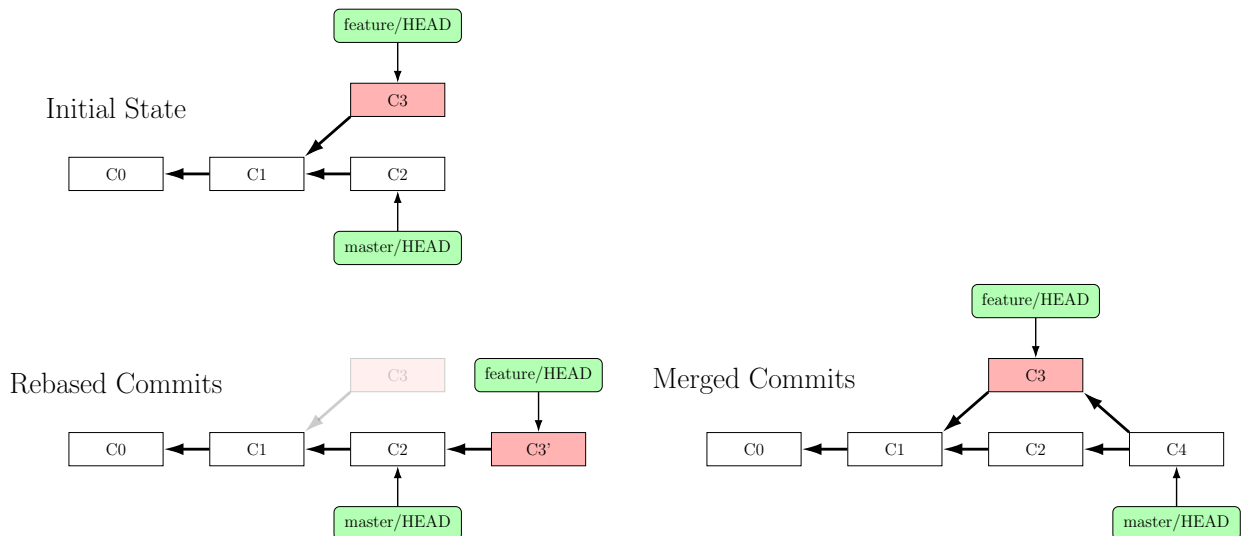 feature/HEAD
C3
Initial State
C0
C1
C2
master/HEAD
Rebased Commits
C3
feature/HEAD
C0
C1
C2
C3'
master/HEAD
feature/HEAD
Merged Commits
C3
C0
C1
C2
C4
master/HEAD